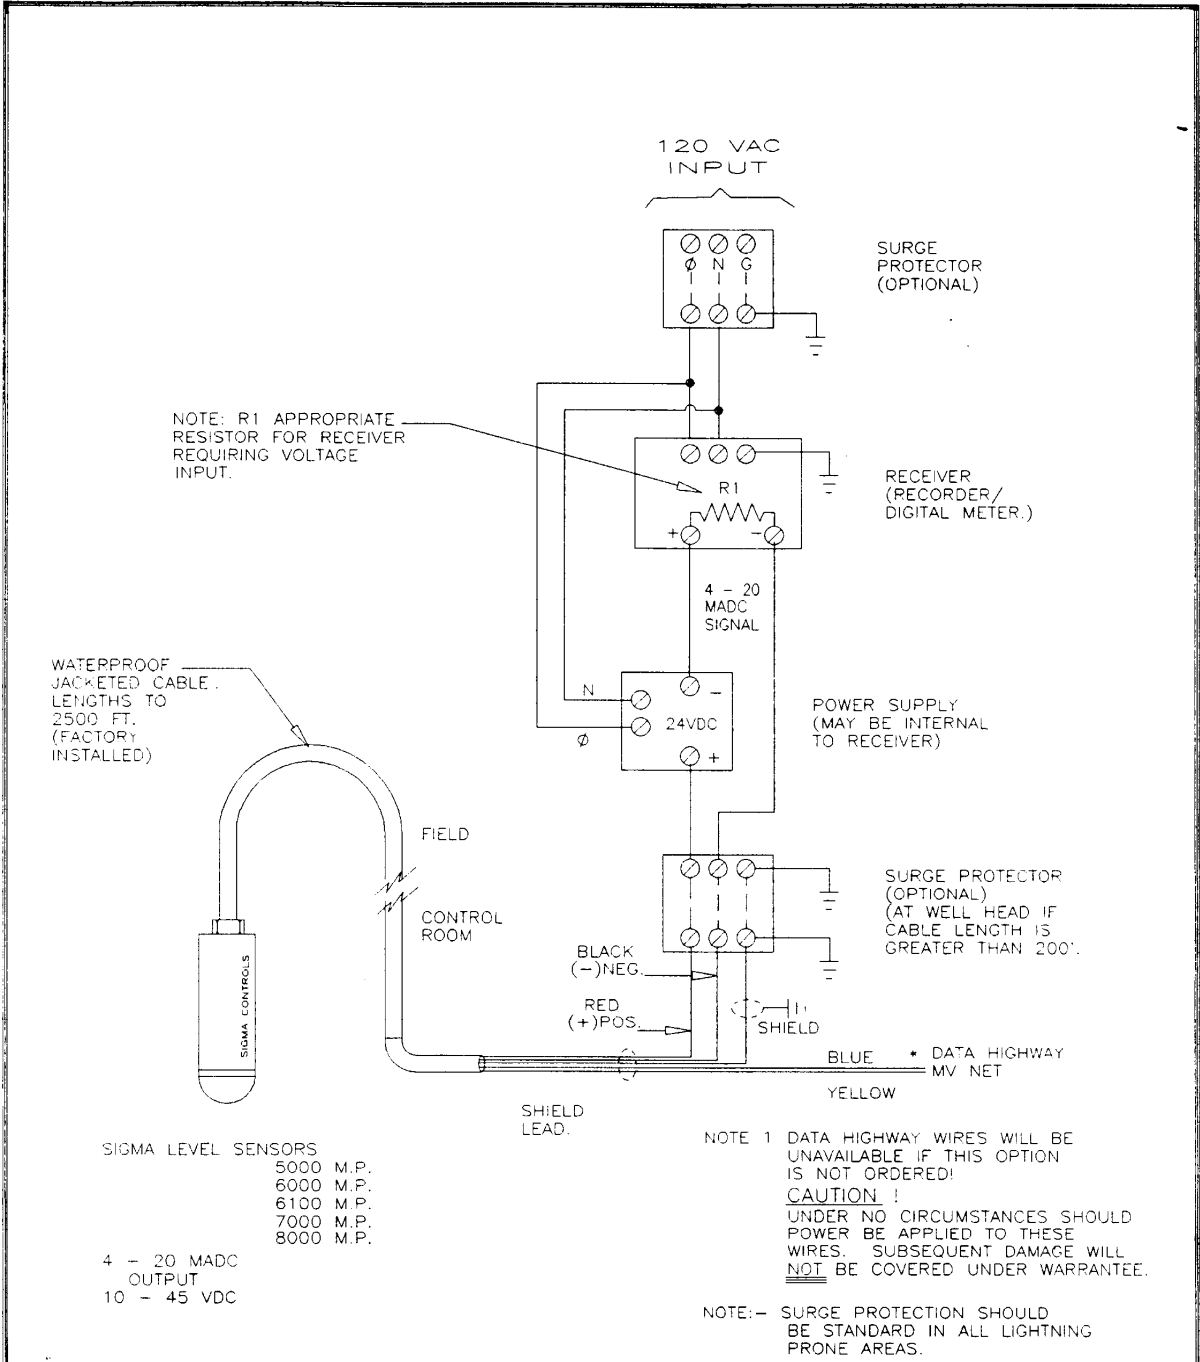 120 VAC
INPUT
Ø N G
SURGE
PROTECTOR
(OPTIONAL)
NOTE: R1 APPROPRIATE
RESISTOR FOR RECEIVER
REQUIRING VOLTAGE
INPUT.
R1
+ -
RECEIVER
(RECORDER/
DIGITAL METER.)
4 - 20
MADC
SIGNAL
WATERPROOF
JACKETED CABLE.
LENGTHS TO
2500 FT.
(FACTORY
INSTALLED)
N
Ø
-
24VDC
+
POWER SUPPLY
(MAY BE INTERNAL
TO RECEIVER)
FIELD
CONTROL
ROOM
SURGE PROTECTOR
(OPTIONAL)
(AT WELL HEAD IF
CABLE LENGTH IS
GREATER THAN 200'.
BLACK
(-)NEG.
RED
(+)POS.
SHIELD
SIGMA CONTROLS
BLUE
* DATA HIGHWAY
MV NET
YELLOW
SHIELD
LEAD.
SIGMA LEVEL SENSORS
5000 M.P.
6000 M.P.
6100 M.P.
7000 M.P.
8000 M.P.
4 - 20 MADC
OUTPUT
10 - 45 VDC
NOTE 1 DATA HIGHWAY WIRES WILL BE
UNAVAILABLE IF THIS OPTION
IS NOT ORDERED!
CAUTION !
UNDER NO CIRCUMSTANCES SHOULD
POWER BE APPLIED TO THESE
WIRES. SUBSEQUENT DAMAGE WILL
NOT BE COVERED UNDER WARRANTEE.
NOTE:- SURGE PROTECTION SHOULD
BE STANDARD IN ALL LIGHTNING
PRONE AREAS.